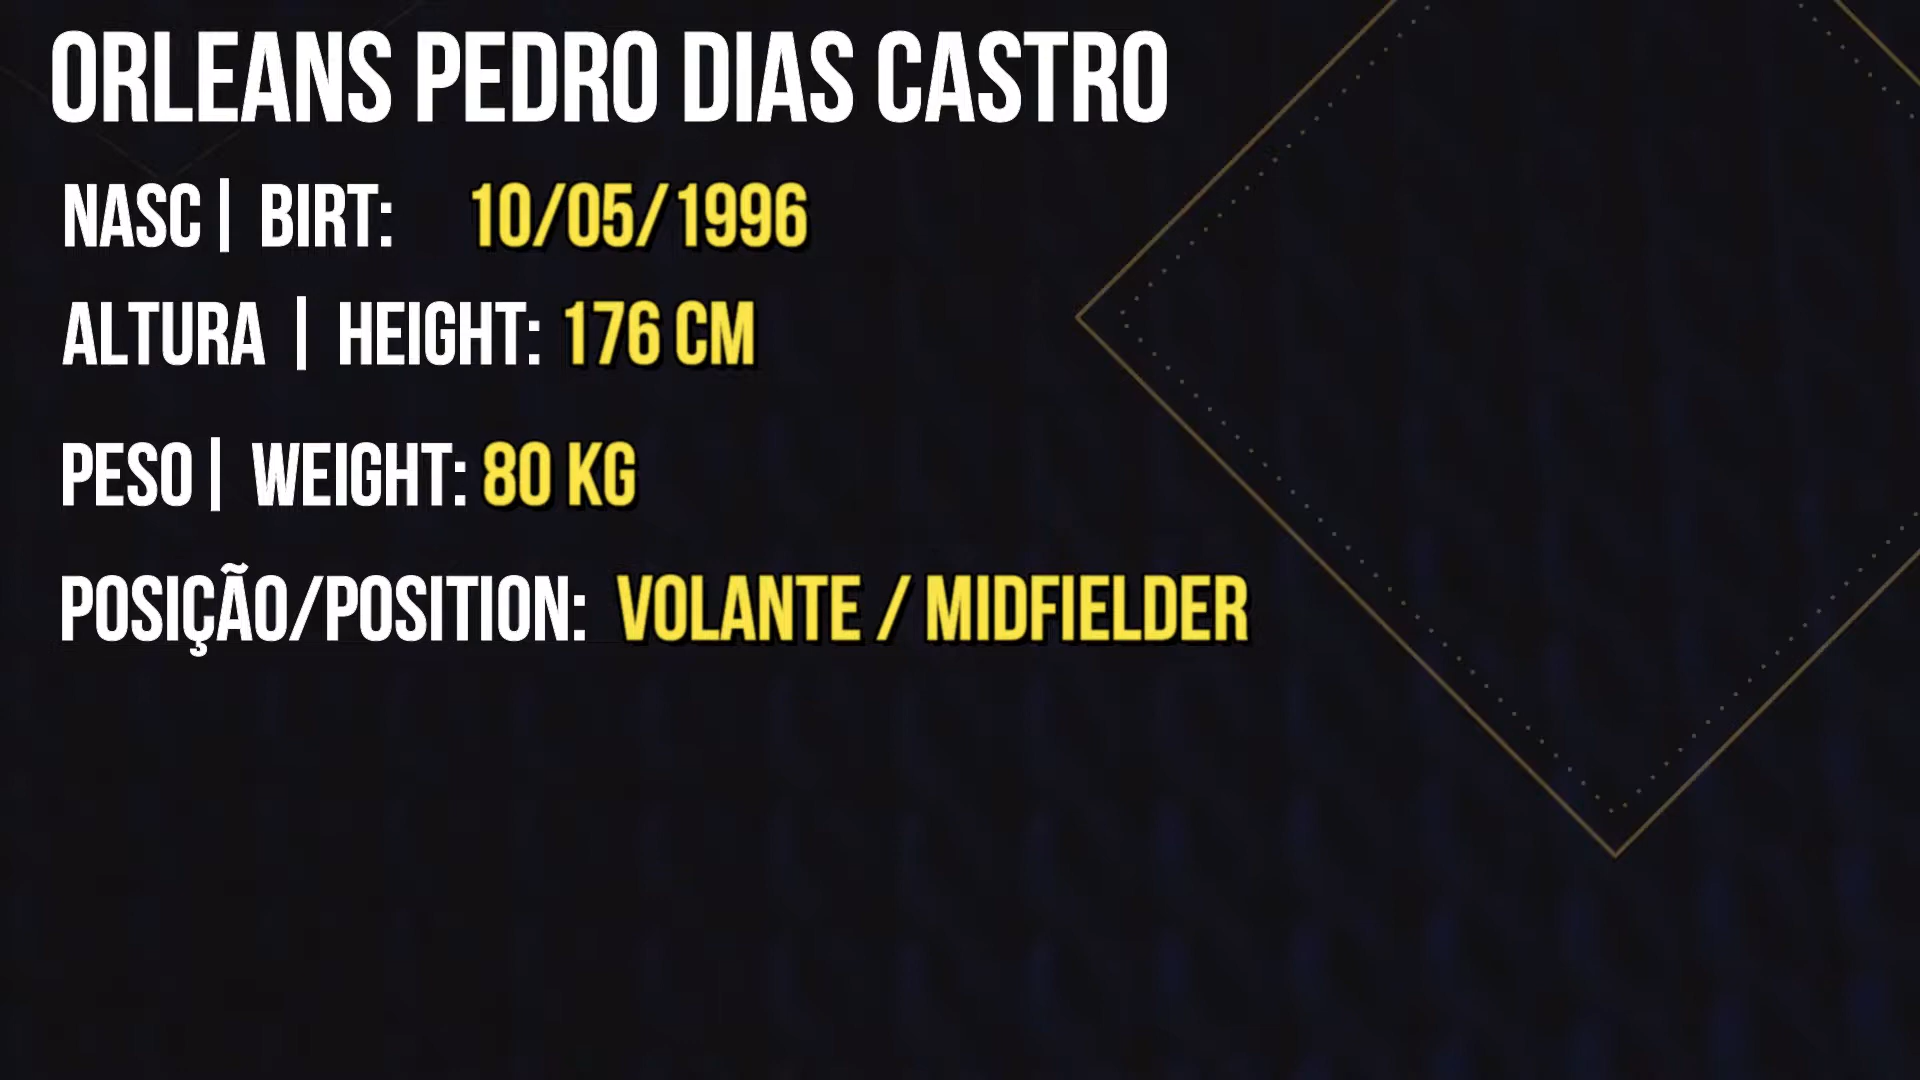 ORLEANS PEDRO DIAS CASTRO
NASC | BIRT: 10/05/1996
ALTURA | HEIGHT: 176 CM
PESO | WEIGHT: 80 KG
POSIÇÃO/POSITION: VOLANTE / MIDFIELDER